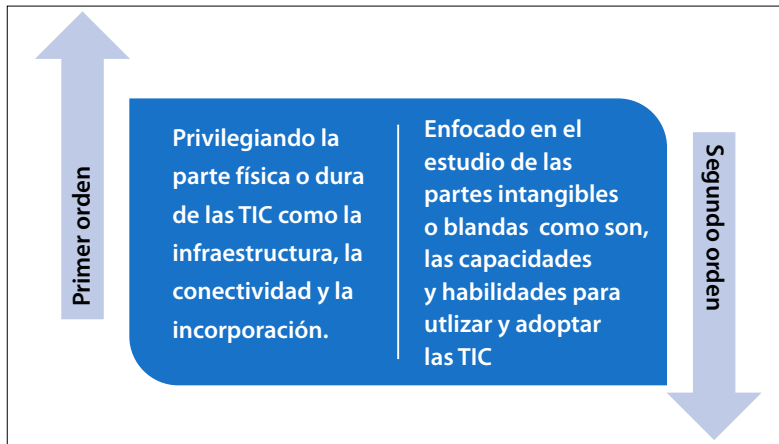 Primer orden
Privilegiando la
parte física o dura
de las TIC como la
infraestructura, la
conectividad y la
incorporación.
Enfocado en el
estudio de las
partes intangibles
o blandas como son,
las capacidades
y habilidades para
utlizar y adoptar
las TIC
Segundo orden